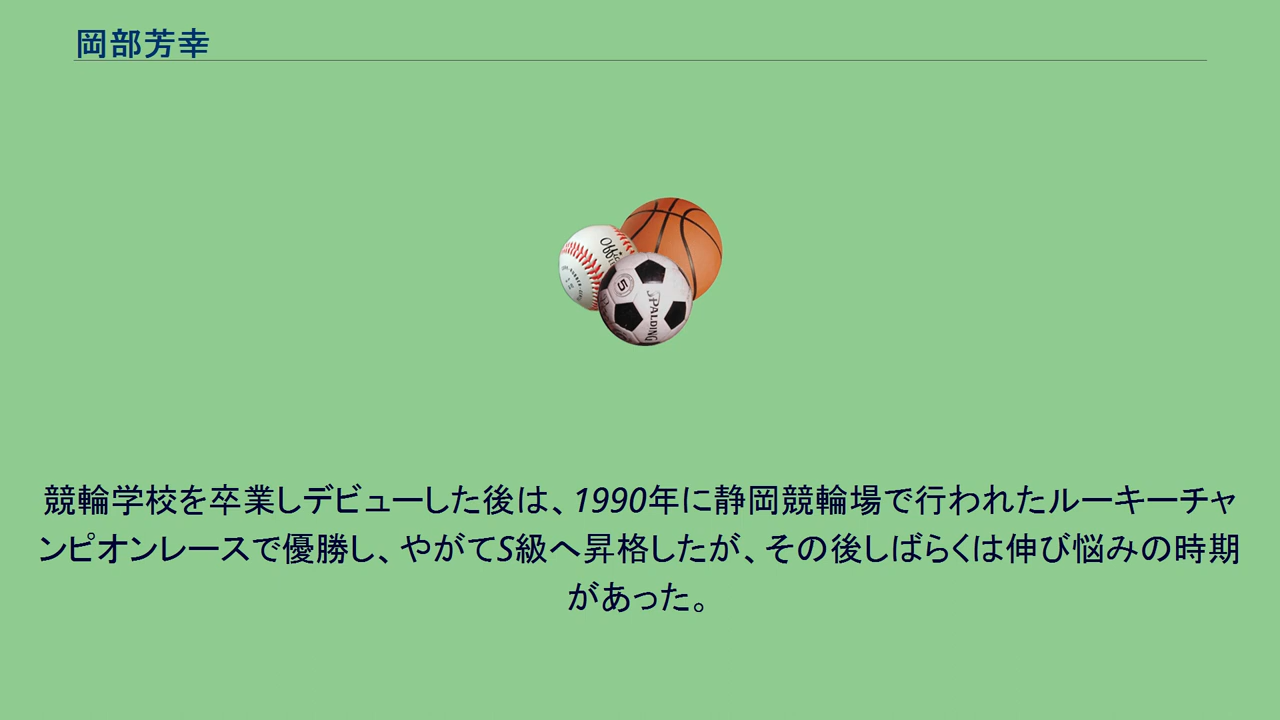 岡部芳幸
Offic
5
SPALDING
競輪学校を卒業しデビューした後は、1990年に静岡競輪場で行われたルーキーチャ
ンピオンレースで優勝し、やがてS級へ昇格したが、その後しばらくは伸び悩みの時期
があった。